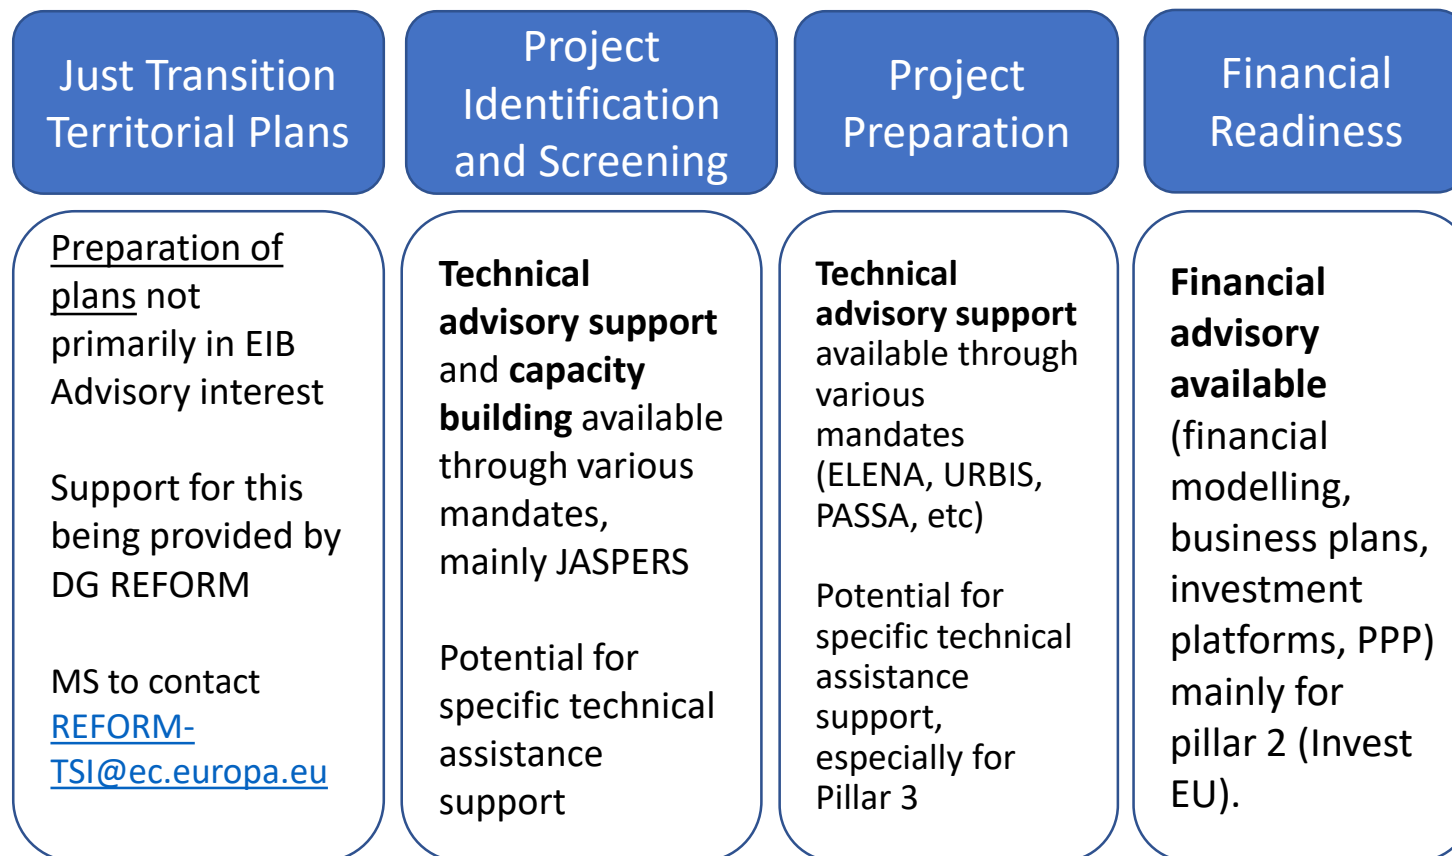 Just Transition
Territorial Plans
Preparation of
plans not
primarily in EIB
Advisory interest
Support for this
being provided by
DG REFORM
MS to contact
REFORM-
TSI@ec.europa.eu
Project
Identification
and Screening
Technical
advisory support
and capacity
building available
through various
mandates,
mainly JASPERS
Potential for
specific technical
assistance
support
Project
Preparation
Technical
advisory support
available through
various
mandates
(ELENA, URBIS,
PASSA, etc)
Potential for
specific technical
assistance
support,
especially for
Pillar 3
Financial
Readiness
Financial
advisory
available
(financial
modelling,
business plans,
investment
platforms, PPP)
mainly for
pillar 2 (Invest
EU).